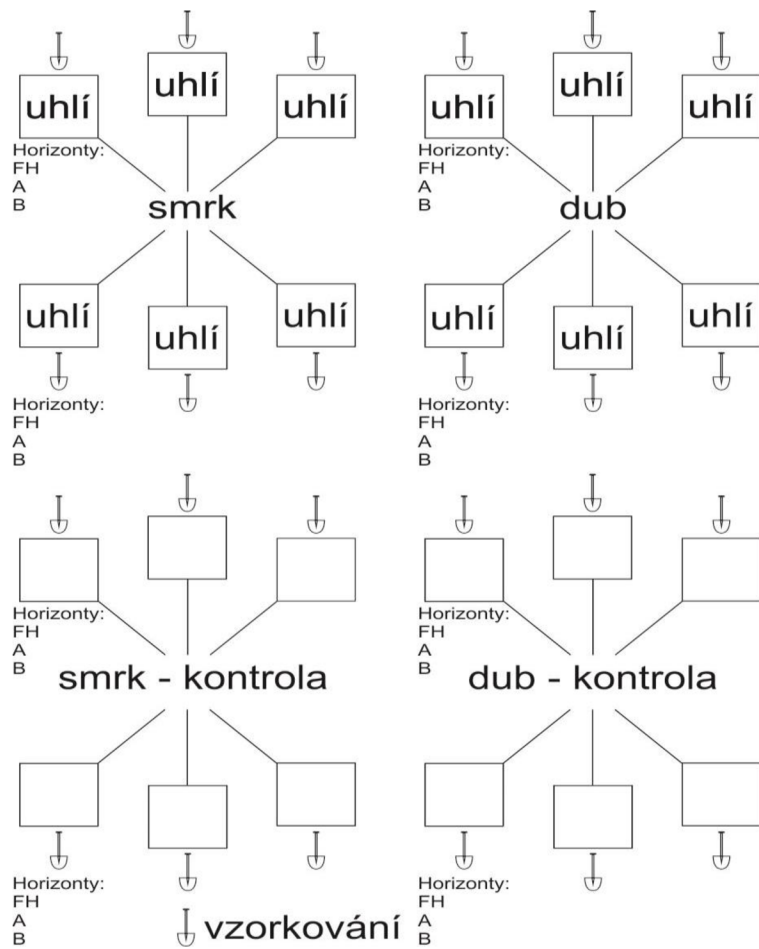 uhlí
uhlí
uhlí
Horizonty:
FH
A
B
smrk
uhlí
uhlí
uhlí
Horizonty:
FH
A
B
uhlí
uhlí
uhlí
Horizonty:
FH
A
B
dub
uhlí
uhlí
uhlí
Horizonty:
FH
A
B
Horizonty:
FH
A
B
smrk - kontrola
Horizonty:
FH
A
B
Horizonty:
FH
A
B
dub - kontrola
Horizonty:
FH
A
B
vzorkování